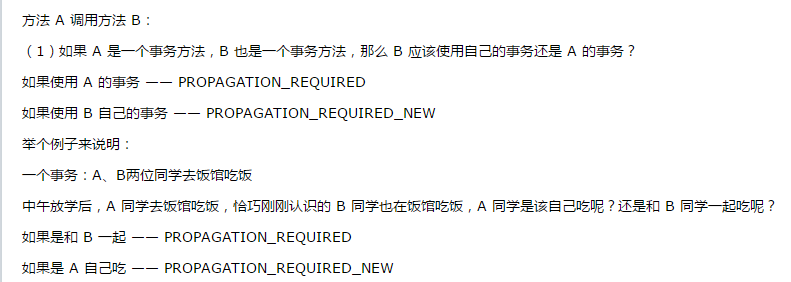 方法 A 调用方法 B：
（1）如果 A 是一个事务方法，B 也是一个事务方法，那么 B 应该使用自己的事务还是 A 的事务？
如果使用 A 的事务 —— PROPAGATION_REQUIRED
如果使用 B 自己的事务 —— PROPAGATION_REQUIRED_NEW
举个例子来说明：
一个事务：A、B两位同学去饭馆吃饭
中午放学后，A 同学去饭馆吃饭，恰巧刚刚认识的 B 同学也在饭馆吃饭，A 同学是该自己吃呢？还是和 B 同学一起吃呢？
如果是和 B 一起 —— PROPAGATION_REQUIRED
如果是 A 自己吃 —— PROPAGATION_REQUIRED_NEW